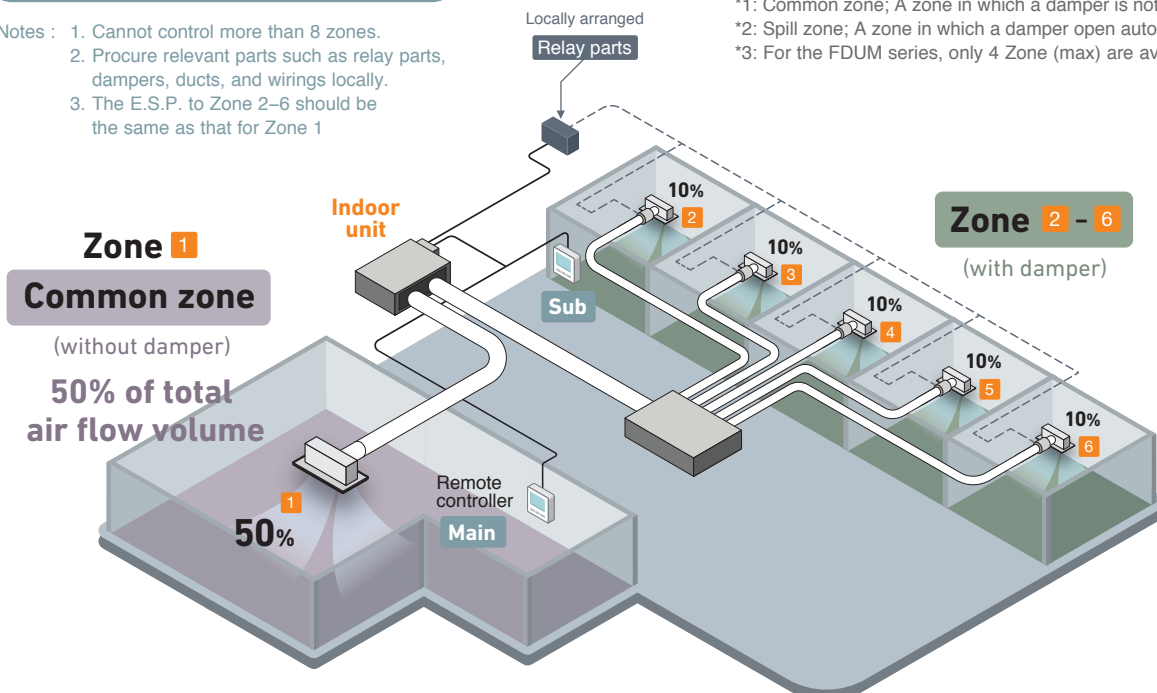 Notes : 1. Cannot control more than 8 zones.
2. Procure relevant parts such as relay parts,
dampers, ducts, and wirings locally.
3. The E.S.P. to Zone 2–6 should be
the same as that for Zone 1
*1: Common zone; A zone in which a damper is not
*2: Spill zone; A zone in which a damper open
*3: For the FDUM series, only 4 Zone (max) are
Locally arranged
Relay parts
Indoor
unit
Zone 1
Common zone
(without damper)
50% of total
air flow volume
1
50%
Remote
controller
Main
Sub
Zone 2 - 6
(with damper)
10%
2
10%
3
10%
4
10%
5
10%
6